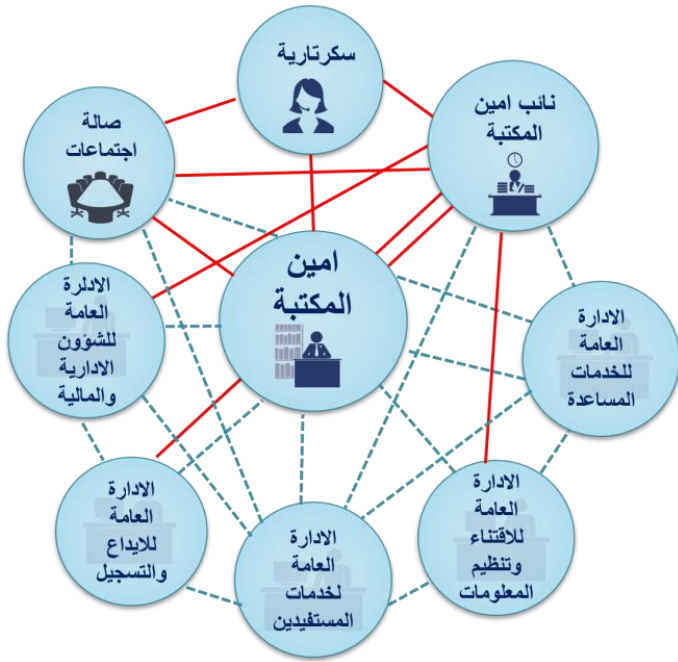 سكرتارية
نائب امين
المكتبة
صالة
اجتماعات
امين
المكتبة
الادلرة
العامة
للشؤون
الادارية
والمالية
الادارة
العامة
للخدمات
المساعدة
الادارة
العامة
للايداع
والتسجيل
الادارة
العامة
لخدمات
المستفيدين
الادارة
العامة
للاقتناء
وتنظيم
المعلومات